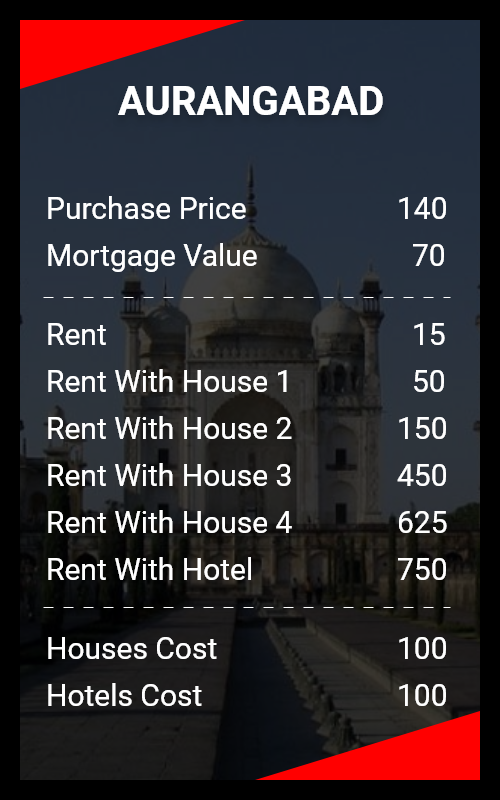 AURANGABAD
Purchase Price 140
Mortgage Value 70
Rent 15
Rent With House 1 50
Rent With House 2 150
Rent With House 3 450
Rent With House 4 625
Rent With Hotel 750
Houses Cost 100
Hotels Cost 100